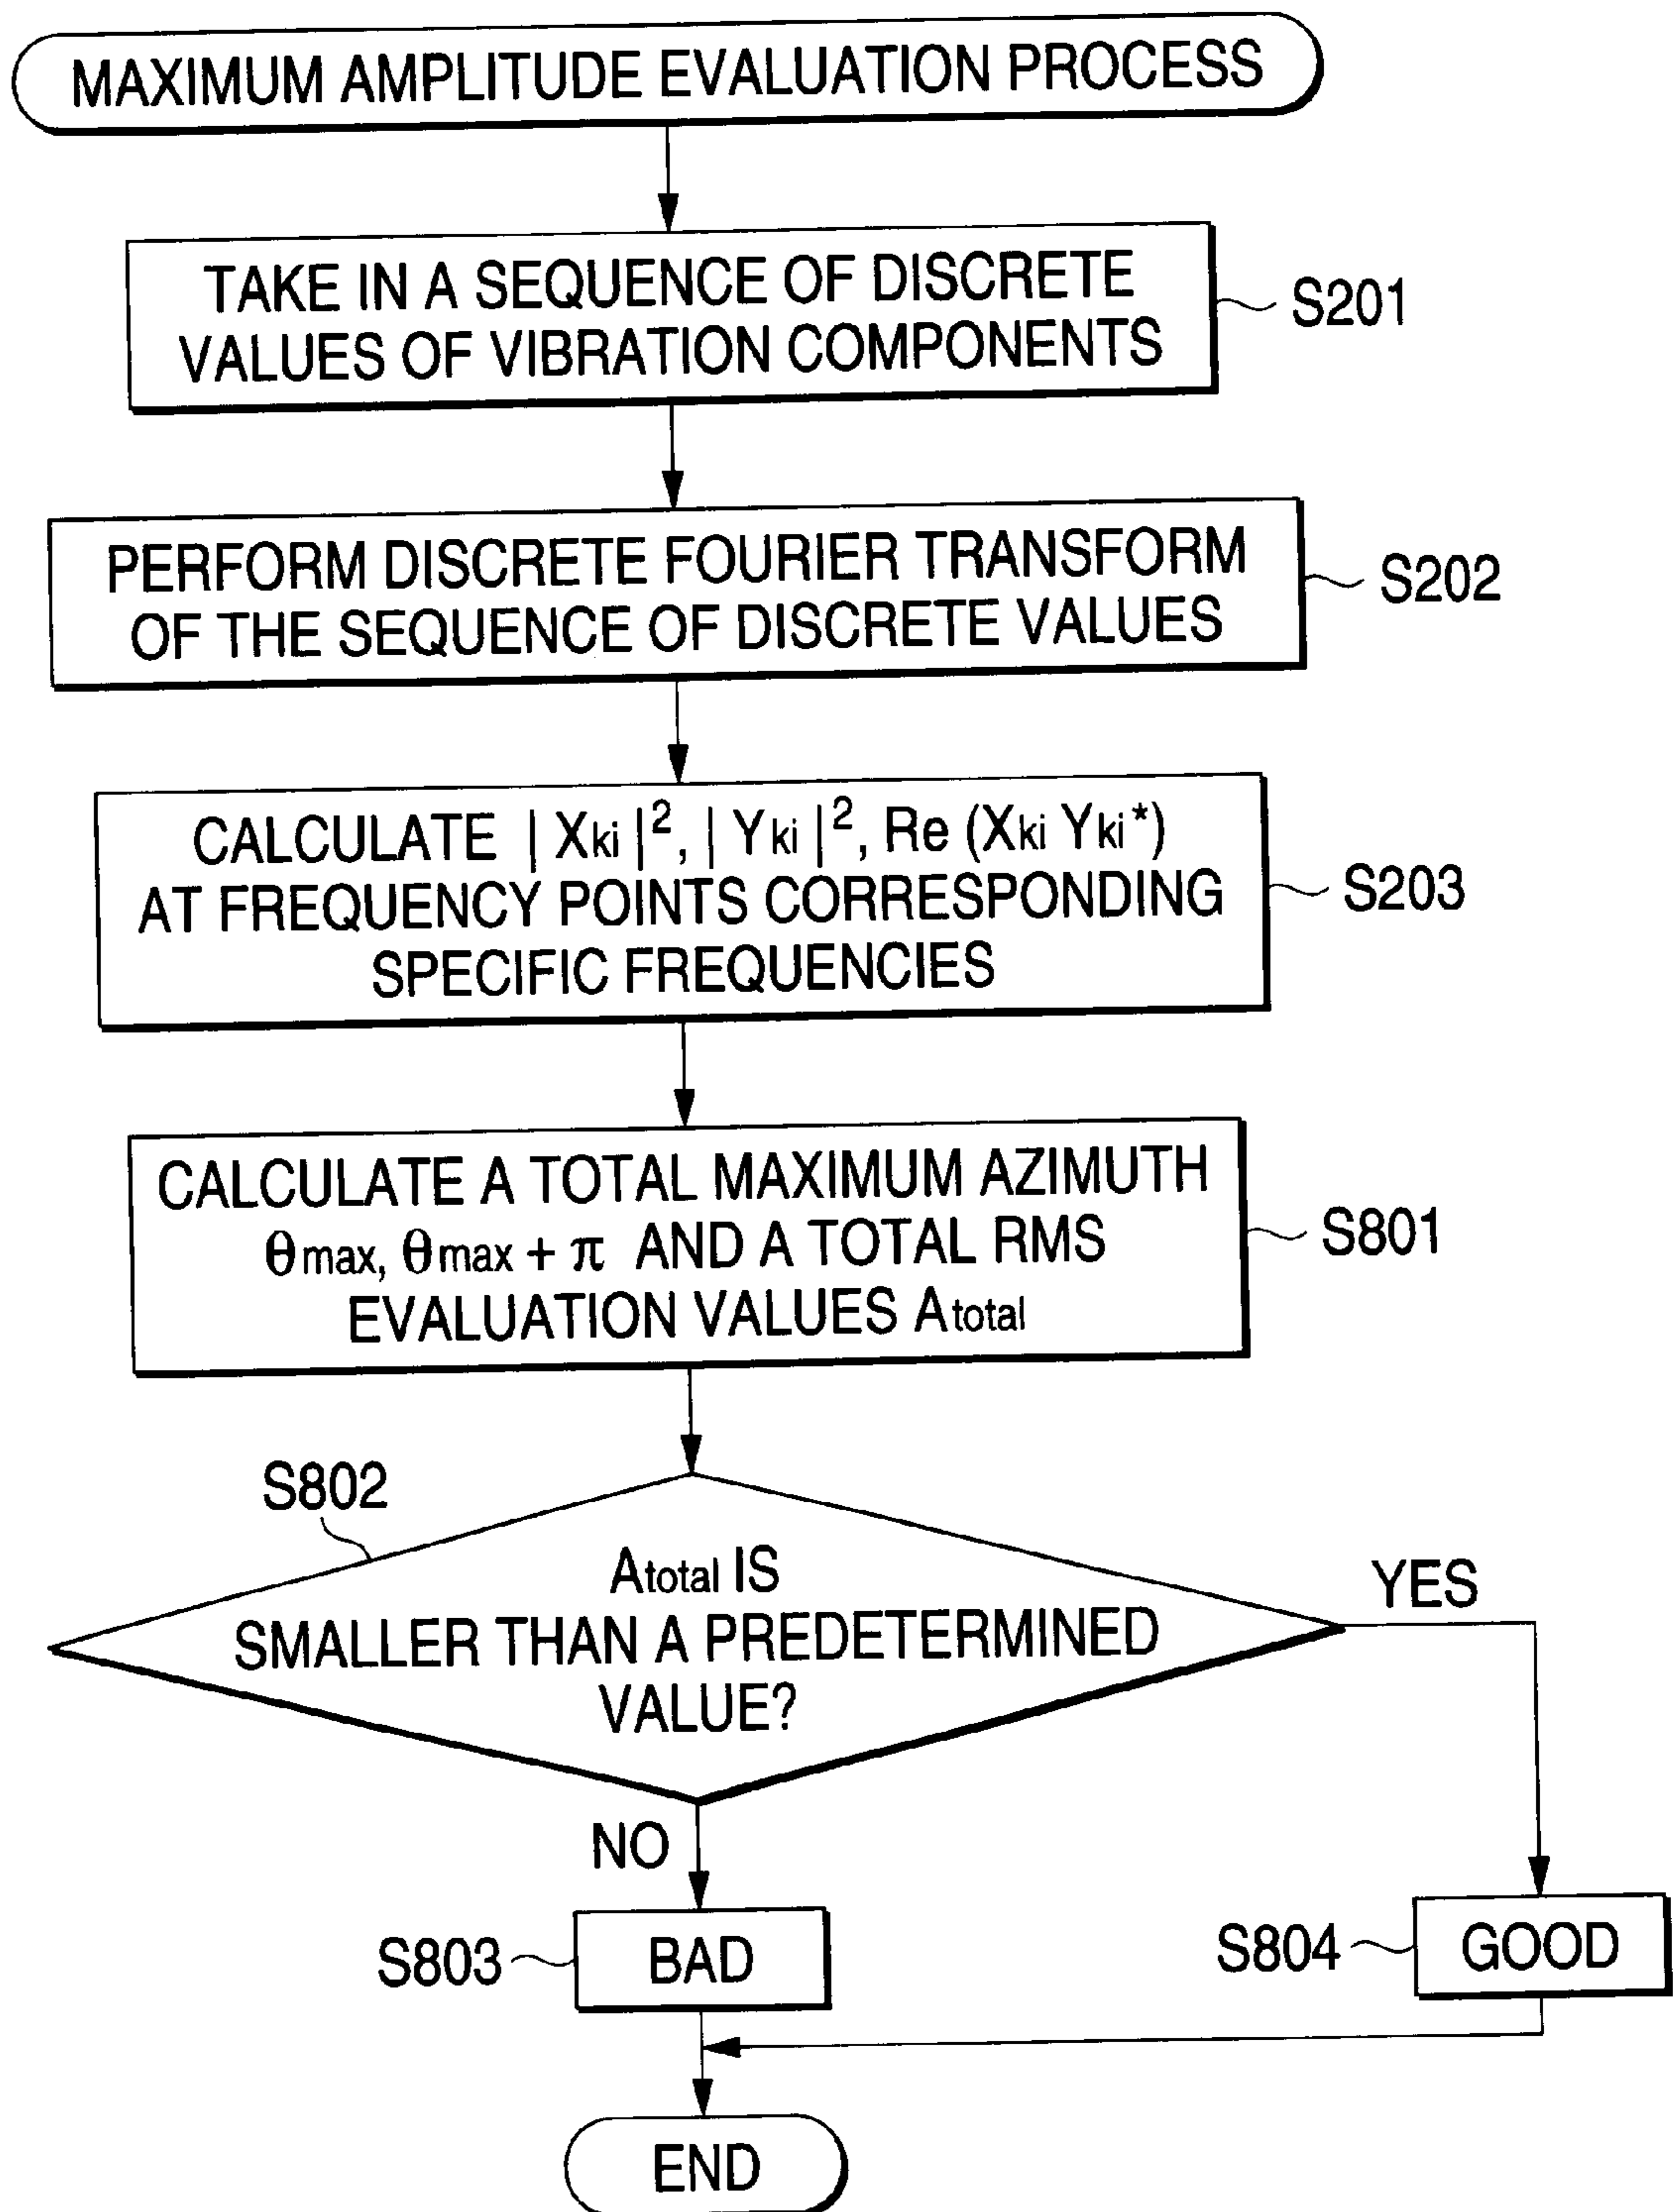 MAXIMUM AMPLITUDE EVALUATION PROCESS
TAKE IN A SEQUENCE OF DISCRETE
VALUES OF VIBRATION COMPONENTS
S201
PERFORM DISCRETE FOURIER TRANSFORM
OF THE SEQUENCE OF DISCRETE VALUES
S202
CALCULATE | Xki |², | Yki |², Re (Xki Yki*)
AT FREQUENCY POINTS CORRESPONDING
SPECIFIC FREQUENCIES
S203
CALCULATE A TOTAL MAXIMUM AZIMUTH
θmax, θmax + π AND A TOTAL RMS
EVALUATION VALUES Atotal
S801
S802
Atotal IS
SMALLER THAN A PREDETERMINED
VALUE?
YES
NO
S803
BAD
S804
GOOD
END